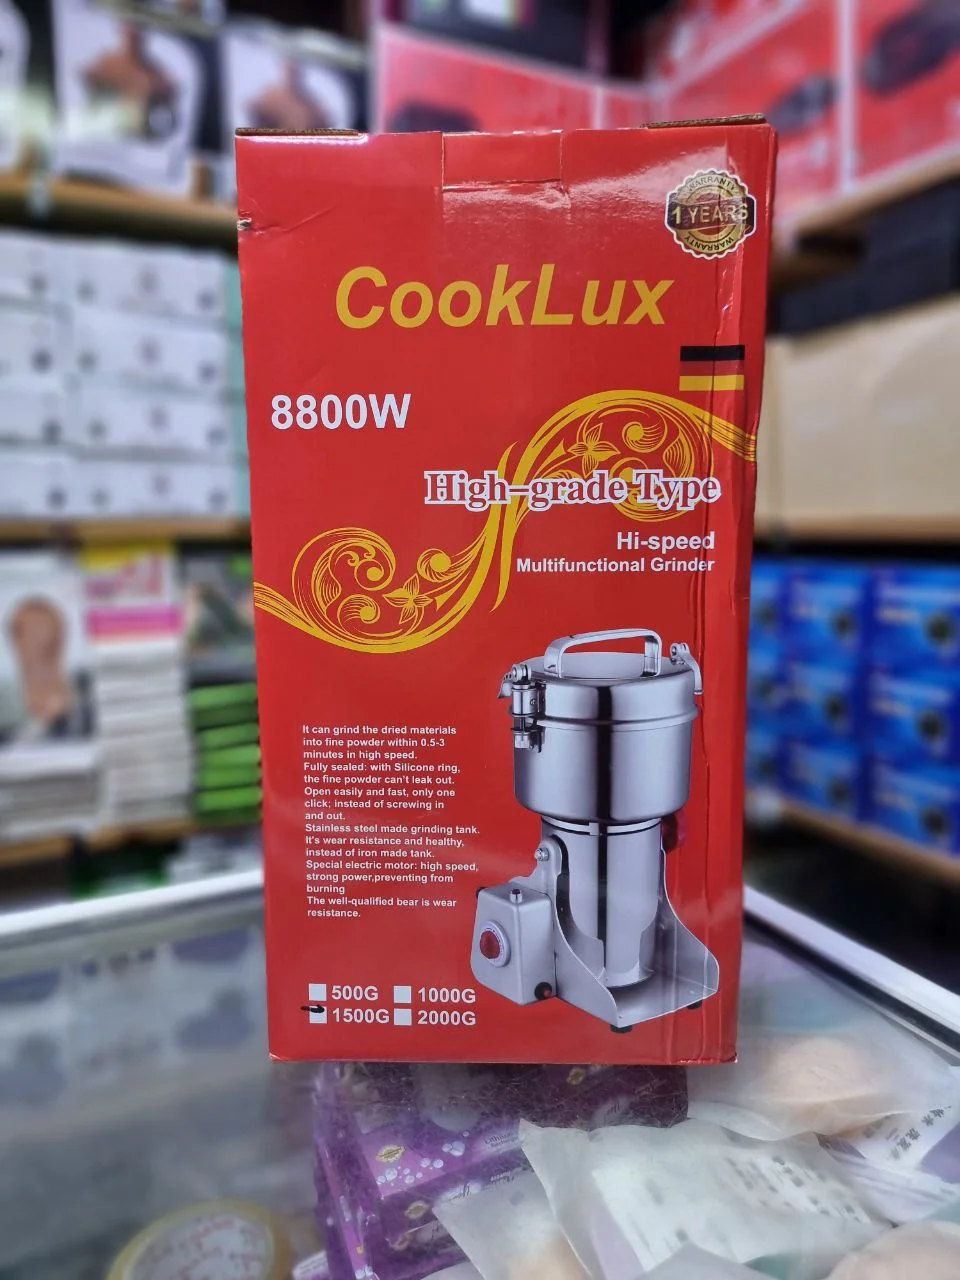 WARRANTY
1 YEARS
WARRANTY
CookLux
8800W
High-grade Type
Hi-speed
Multifunctional Grinder
It can grind the dried materials
into fine powder within 0.5-3
minutes in high speed.
Fully sealed: with Silicone ring,
the fine powder can't leak out.
Open easily and fast, only one
click; instead of screwing in
and out.
Stainless steel made grinding tank.
It's wear resistance and healthy,
instead of iron made tank.
Special electric motor: high speed,
strong power,preventing from
burning
The well-qualified bear is wear
resistance.
500G 1000G
1500G 2000G